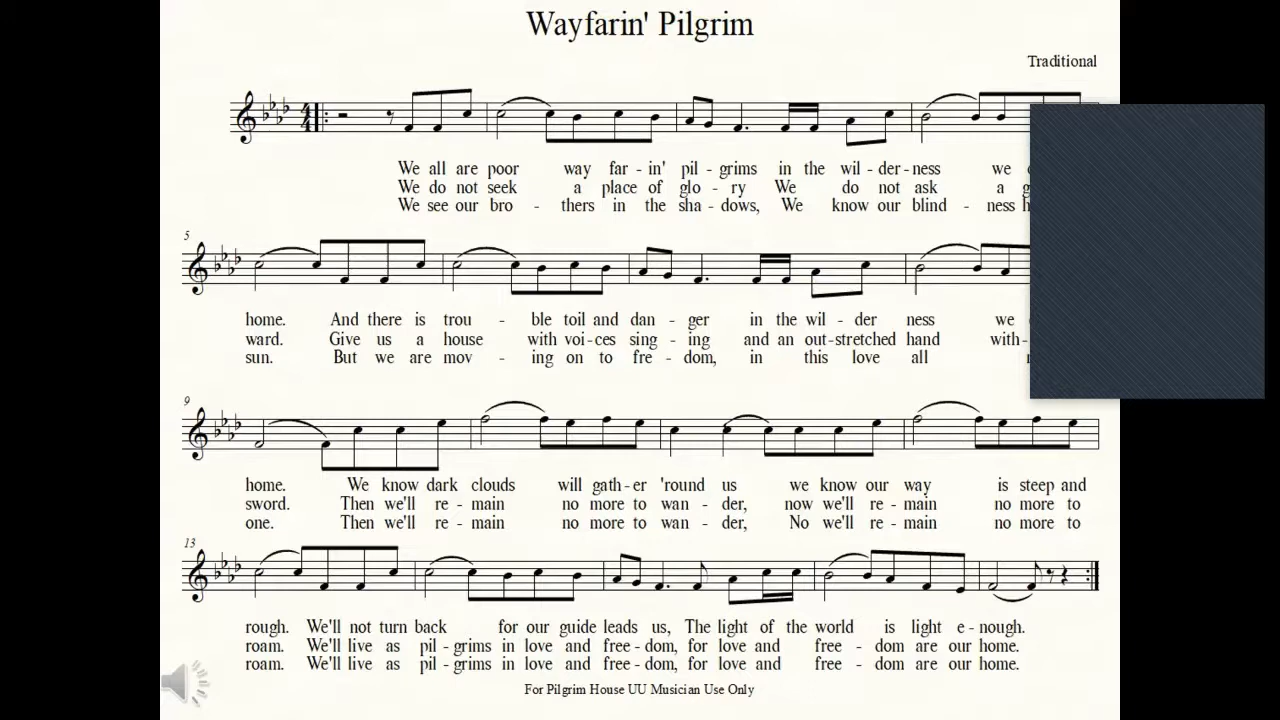 Wayfarin' Pilgrim
Traditional
We all are poor way far - in' pil - grims in the wil - der - ness we
We do not seek a place of glo - ry We do not ask a
We see our bro - thers in the sha - dows, We know our blind - ness
5
home. And there is trou - ble toil and dan - ger in the wil - der ness we
ward. Give us a house with voi - ces sing - ing and an out - stretched hand with-
sun. But we are mov - ing on to fre - dom, in this love all
9
home. We know dark clouds will gath - er 'round us we know our way is steep and
sword. Then we'll re - main no more to wan - der, now we'll re - main no more to
one. Then we'll re - main no more to wan - der, No we'll re - main no more to
13
rough. We'll not turn back for our guide leads us, The light of the world is light e - nough.
roam. We'll live as pil - grims in love and free - dom, for love and free - dom are our home.
roam. We'll live as pil - grims in love and free - dom, for love and free - dom are our home.
For Pilgrim House UU Musician Use Only